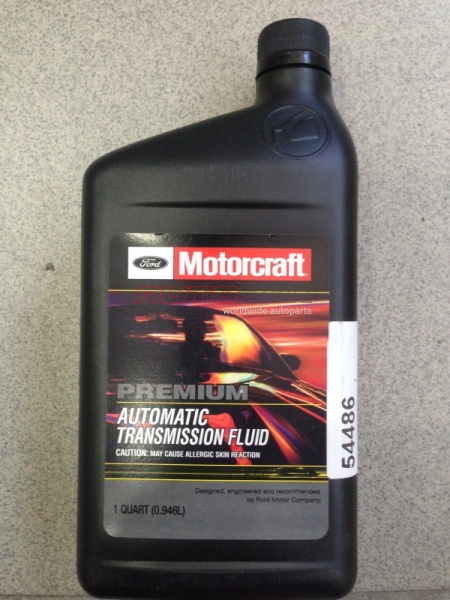 Ford Motorcraft
worldwide autoparts
PREMIUM
AUTOMATIC
TRANSMISSION FLUID
CAUTION: MAY CAUSE ALLERGIC SKIN REACTION
Designed, engineered and recommended
by Ford Motor Company.
1 QUART (0.946L)
54486